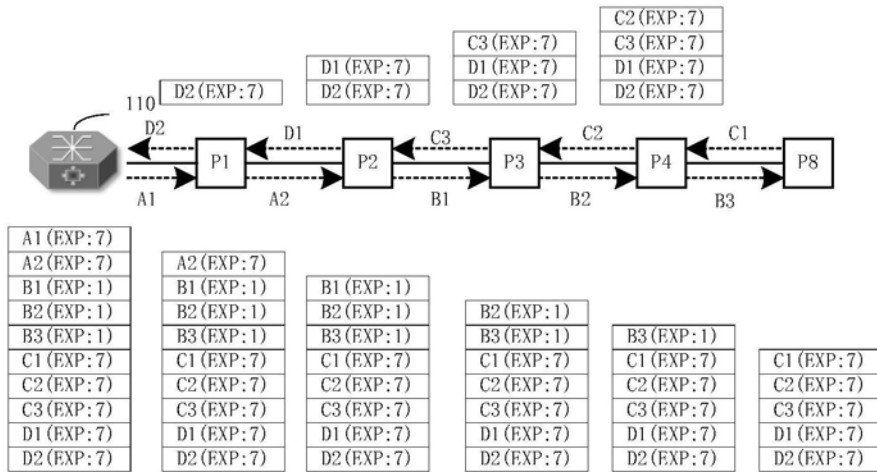 C2(EXP:7)
C3(EXP:7)
D1(EXP:7)
D2(EXP:7)
C3(EXP:7)
D1(EXP:7)
D2(EXP:7)
D1(EXP:7)
D2(EXP:7)
D2(EXP:7)
110
D2
D1
C3
C2
C1
P1
P2
P3
P4
P8
A1
A2
B1
B2
B3
A1(EXP:7)
A2(EXP:7)
B1(EXP:1)
B2(EXP:1)
B3(EXP:1)
C1(EXP:7)
C2(EXP:7)
C3(EXP:7)
D1(EXP:7)
D2(EXP:7)
A2(EXP:7)
B1(EXP:1)
B2(EXP:1)
B3(EXP:1)
C1(EXP:7)
C2(EXP:7)
C3(EXP:7)
D1(EXP:7)
D2(EXP:7)
B1(EXP:1)
B2(EXP:1)
B3(EXP:1)
C1(EXP:7)
C2(EXP:7)
C3(EXP:7)
D1(EXP:7)
D2(EXP:7)
B2(EXP:1)
B3(EXP:1)
C1(EXP:7)
C2(EXP:7)
C3(EXP:7)
D1(EXP:7)
D2(EXP:7)
B3(EXP:1)
C1(EXP:7)
C2(EXP:7)
C3(EXP:7)
D1(EXP:7)
D2(EXP:7)
C1(EXP:7)
C2(EXP:7)
C3(EXP:7)
D1(EXP:7)
D2(EXP:7)